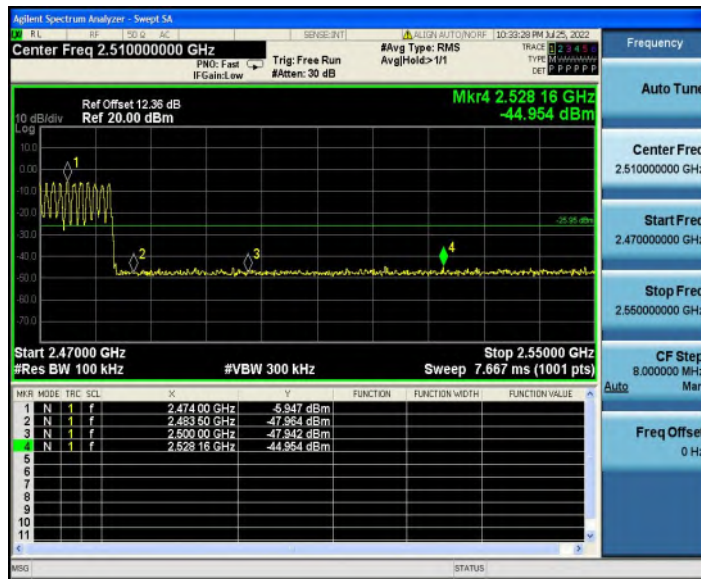 Agilent Spectrum Analyzer - Swept SA
RL RF 50 Ω AC SENSE:INT ALIGN AUTO/NORF 10:33:28 PM Jul 25, 2022
Center Freq 2.510000000 GHz
PNO: Fast
IFGain:Low
Trig: Free Run
#Atten: 30 dB
#Avg Type: RMS
Avg|Hold:>1/1
TRACE 1 2 3 4 5 6
TYPE M
DET P P P P P P
Frequency
Ref Offset 12.36 dB
Ref 20.00 dBm
10 dB/div
Log
Mkr4 2.528 16 GHz
-44.954 dBm
10.0
0.00
-10.0
-20.0
-30.0
-40.0
-50.0
-60.0
-70.0
1
2
3
4
-25.95 dBm
Start 2.47000 GHz
Stop 2.55000 GHz
#Res BW 100 kHz
#VBW 300 kHz
Sweep 7.667 ms (1001 pts)
MKR MODE TRC SCL X Y FUNCTION FUNCTION WIDTH FUNCTION VALUE
1 N 1 f 2.474 00 GHz -5.947 dBm
2 N 1 f 2.483 50 GHz -47.964 dBm
3 N 1 f 2.500 00 GHz -47.942 dBm
4 N 1 f 2.528 16 GHz -44.954 dBm
5
6
7
8
9
10
11
MSG
STATUS
Auto Tune
Center Freq
2.510000000 GHz
Start Freq
2.470000000 GHz
Stop Freq
2.550000000 GHz
CF Step
8.000000 MHz
Auto Man
Freq Offset
0 Hz